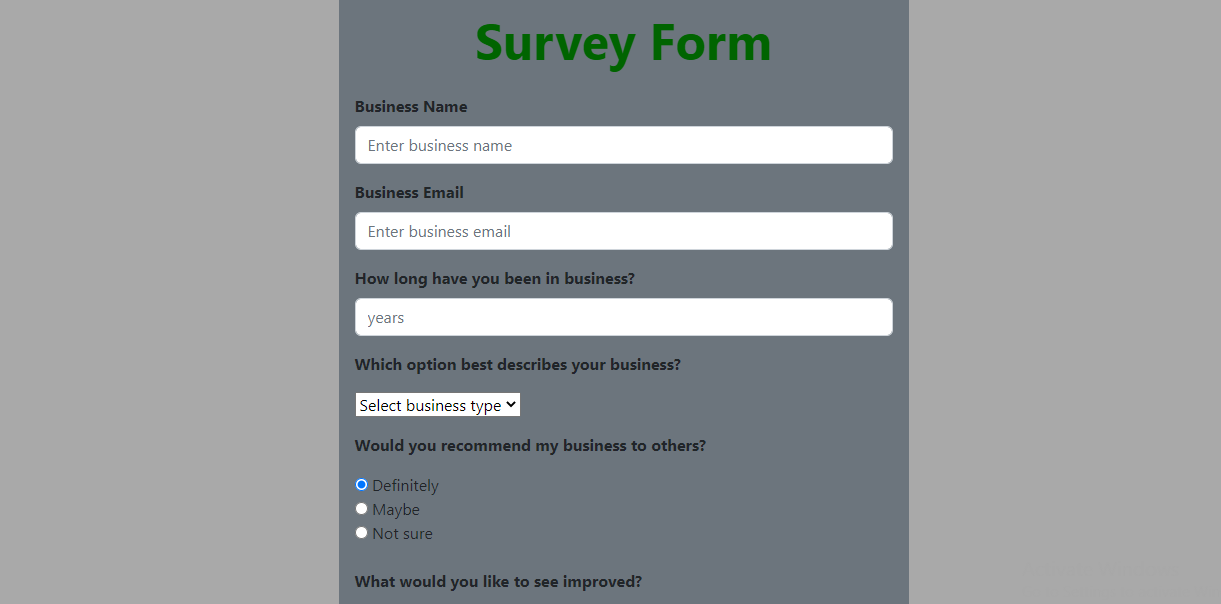 Survey Form
Business Name
Enter business name
Business Email
Enter business email
How long have you been in business?
years
Which option best describes your business?
Select business type
Would you recommend my business to others?
Definitely
Maybe
Not sure
What would you like to see improved?